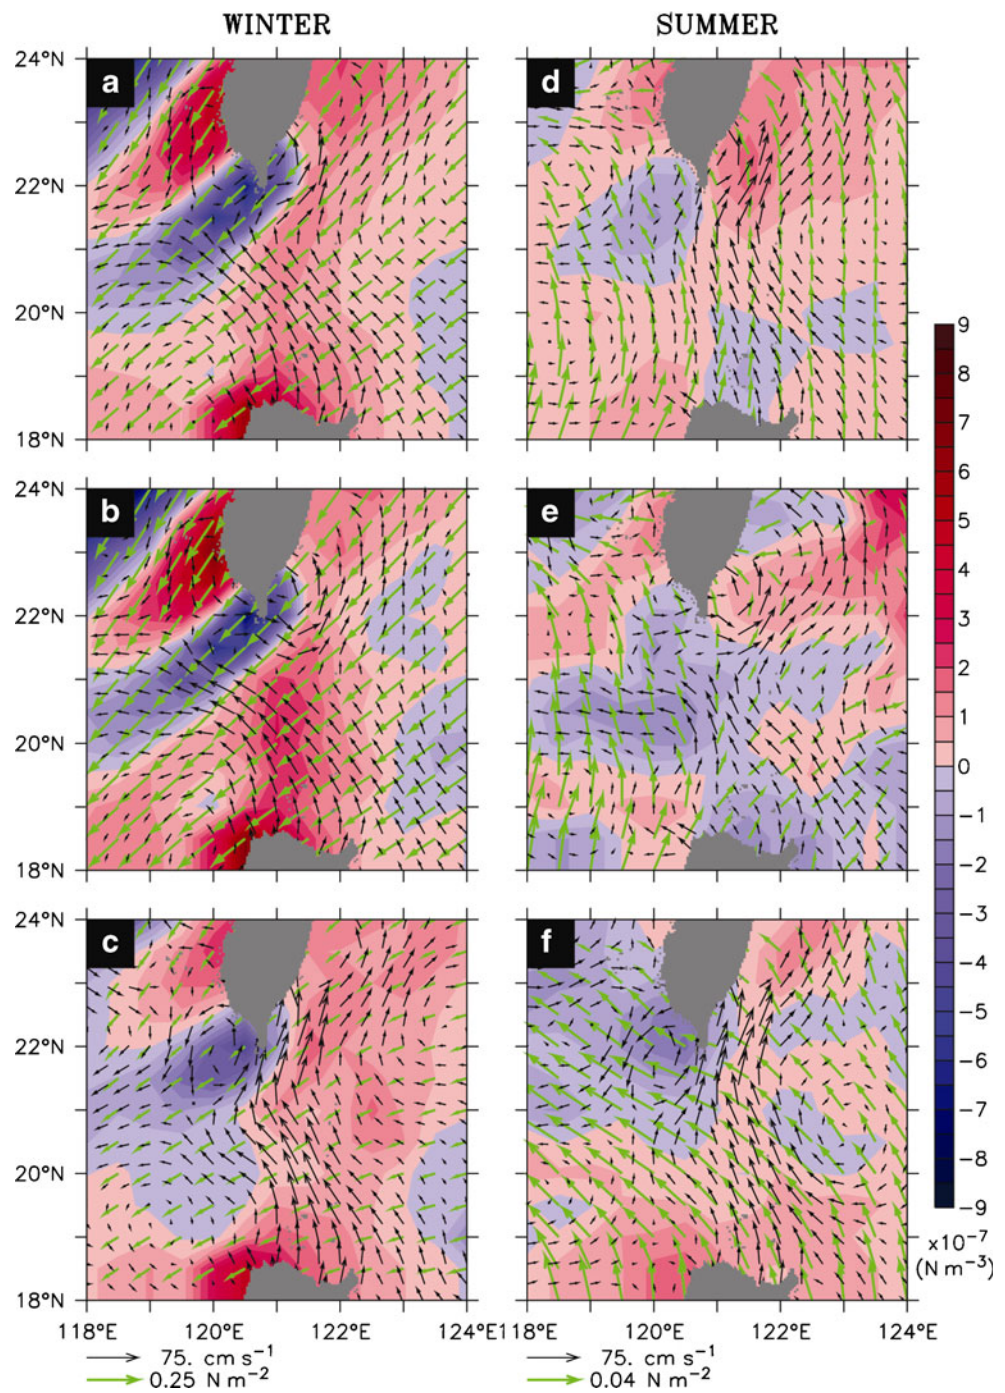 WINTER SUMMER
24°N a d
22°N
20°N
18°N
24°N b e
22°N
20°N
18°N
24°N c f
22°N
20°N
18°N
118°E 120°E 122°E 124°E 118°E 120°E 122°E 124°E
75. cm s⁻¹ 75. cm s⁻¹
0.25 N m⁻² 0.04 N m⁻²
9
8
7
6
5
4
3
2
1
0
−1
−2
−3
−4
−5
−6
−7
−8
−9
x10⁻⁷
(N m⁻³)